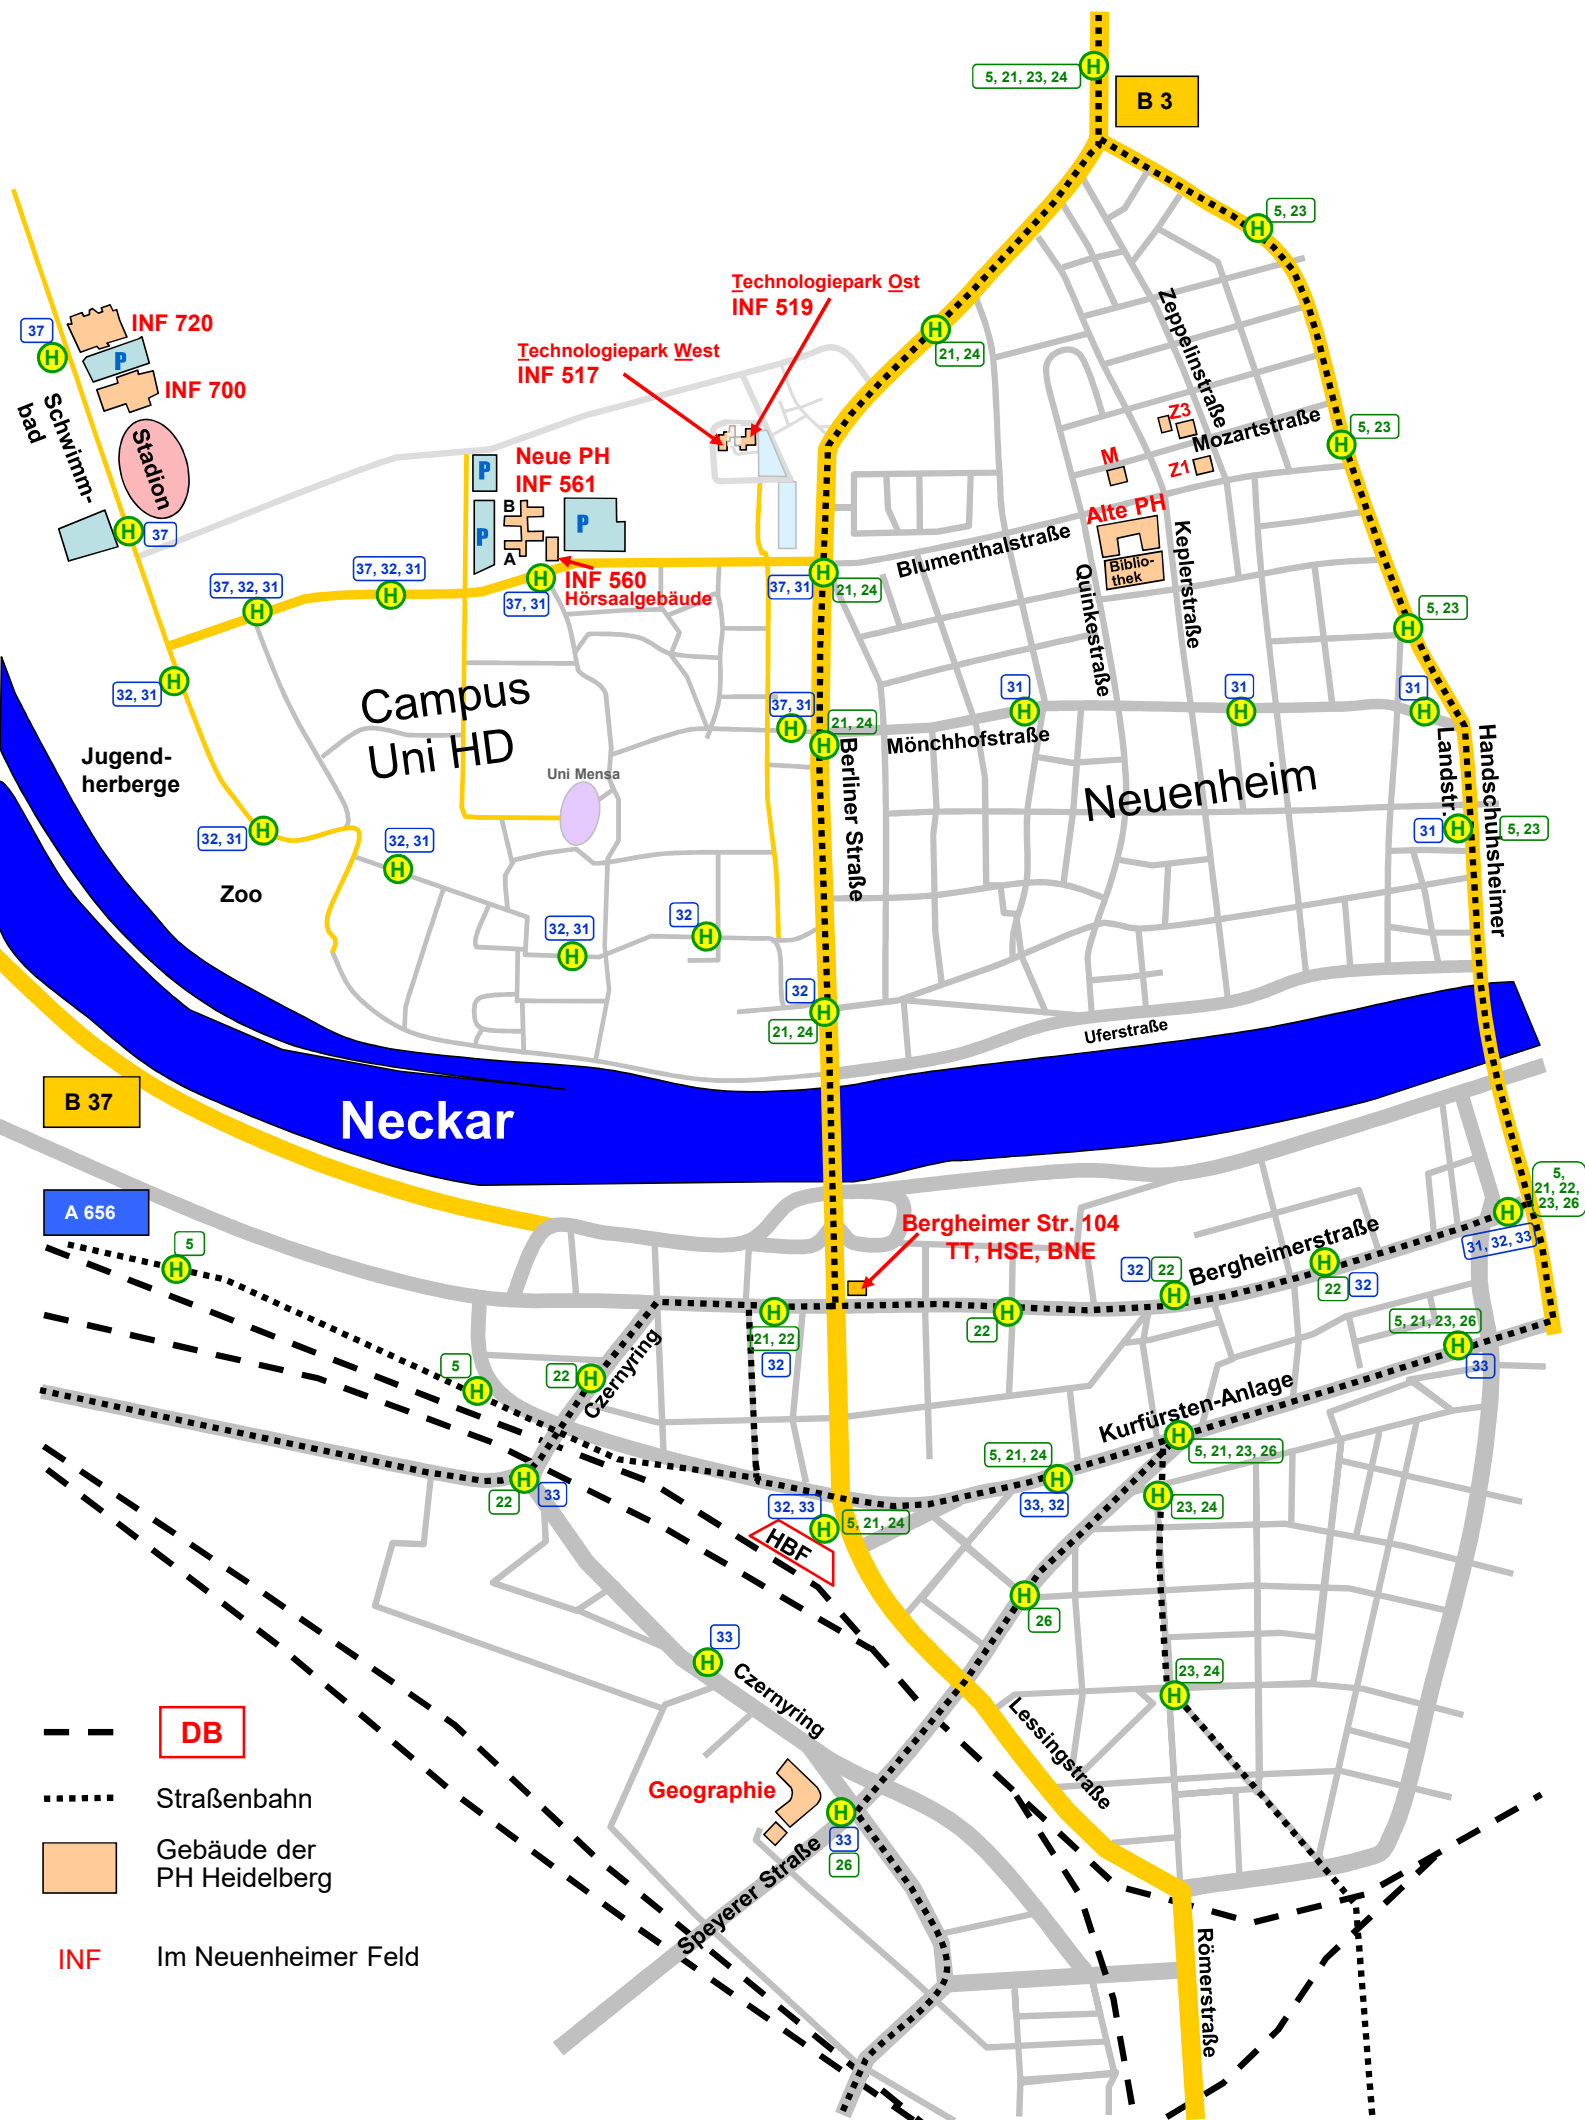 H
5, 21, 23, 24
B 3
5, 23
H
Technologiepark Ost
INF 519
37
H
INF 720
P
INF 700
Technologiepark West
INF 517
H
21, 24
Zeppelinstraße
Schwimm-
bad
Stadion
Z3
Mozartstraße
H
5, 23
M
Z1
P
Neue PH
INF 561
B
P
A
P
Alte PH
Biblio-
thek
Keplerstraße
H
37
Blumenthalstraße
Quinkestraße
INF 560
Hörsaalgebäude
37, 32, 31
H
37, 32, 31
H
H
37, 31
37, 31
H
21, 24
5, 23
H
H
32, 31
Campus
Uni HD
37, 31
H
21, 24
H
31
H
31
H
31
H
Mönchhofstraße
Berliner Straße
Neuenheim
Landstr.
Handschuhsheimer
Jugend-
herberge
Uni Mensa
32, 31
H
32, 31
H
31
H
5, 23
Zoo
32, 31
H
32
H
32
H
21, 24
Uferstraße
B 37
Neckar
A 656
5,
21, 22,
23, 26
H
31, 32, 33
Bergheimer Str. 104
TT, HSE, BNE
Bergheimerstraße
5
H
32
22
H
H
22
32
H
21, 22
32
H
22
5, 21, 23, 26
H
33
5
H
22
H
Czernyring
Kurfürsten-Anlage
H
5, 21, 23, 26
H
22
33
5, 21, 24
H
33, 32
H
23, 24
32, 33
H
5, 21, 24
HBF
H
26
33
H
Czernyring
23, 24
H
Lessingstraße
DB
Straßenbahn
Gebäude der
PH Heidelberg
INF
Im Neuenheimer Feld
Geographie
H
33
26
Speyerer Straße
Römerstraße